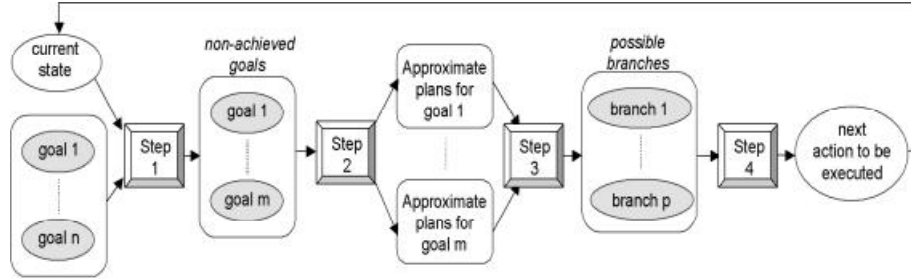 current
state
goal 1
goal n
Step
1
non-achieved
goals
goal 1
goal m
Step
2
Approximate
plans for
goal 1
Approximate
plans for
goal m
Step
3
possible
branches
branch 1
branch p
Step
4
next
action to be
executed